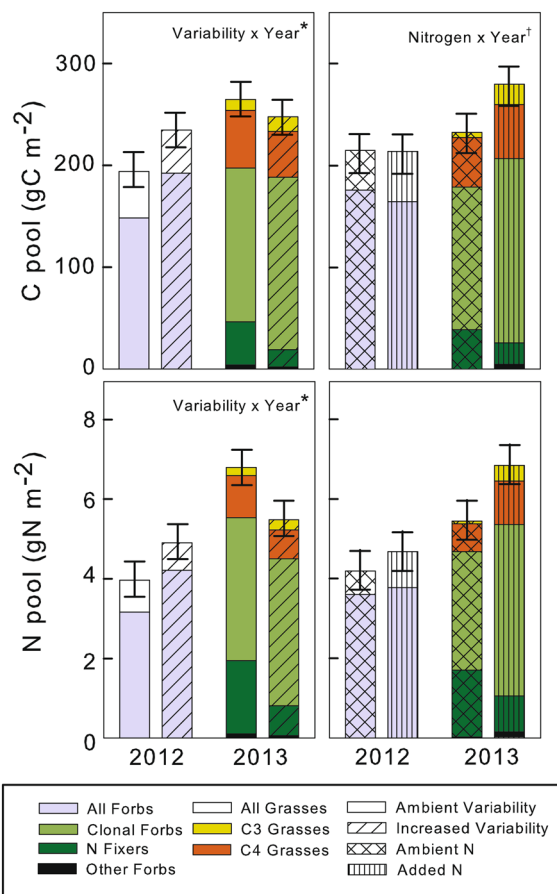 Variability x Year*
Nitrogen x Year†
300
200
100
0
C pool (gC m-2)
Variability x Year*
8
6
4
2
0
N pool (gN m-2)
2012 2013 2012 2013
All Forbs All Grasses Ambient Variability
Clonal Forbs C3 Grasses Increased Variability
N Fixers C4 Grasses Ambient N
Other Forbs Added N